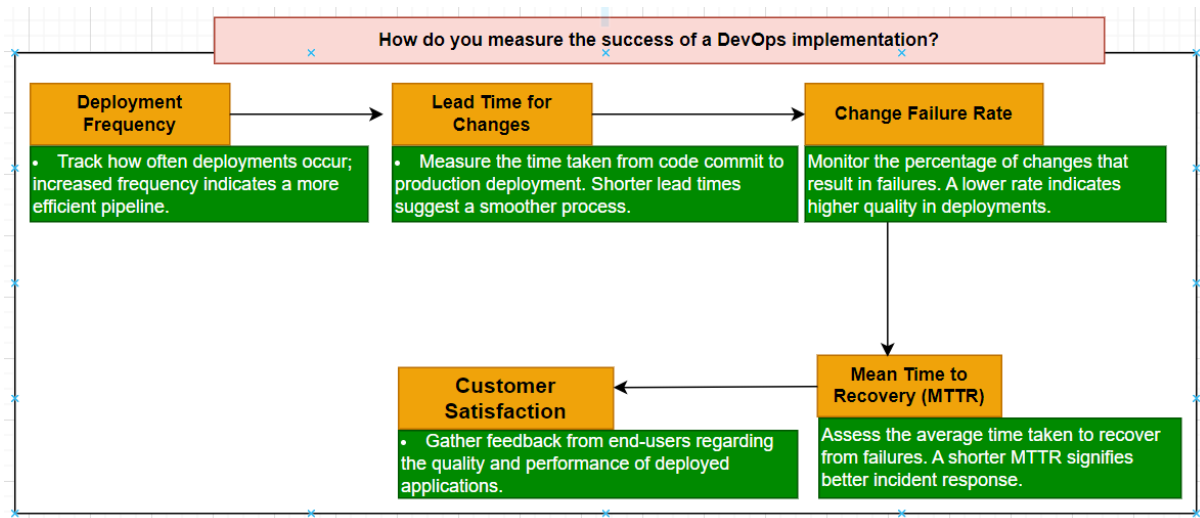 How do you measure the success of a DevOps implementation?
Deployment
Frequency
• Track how often deployments occur;
increased frequency indicates a more
efficient pipeline.
Lead Time for
Changes
• Measure the time taken from code commit to
production deployment. Shorter lead times
suggest a smoother process.
Change Failure Rate
Monitor the percentage of changes that
result in failures. A lower rate indicates
higher quality in deployments.
Mean Time to
Recovery (MTTR)
Assess the average time taken to recover
from failures. A shorter MTTR signifies
better incident response.
Customer
Satisfaction
• Gather feedback from end-users regarding
the quality and performance of deployed
applications.